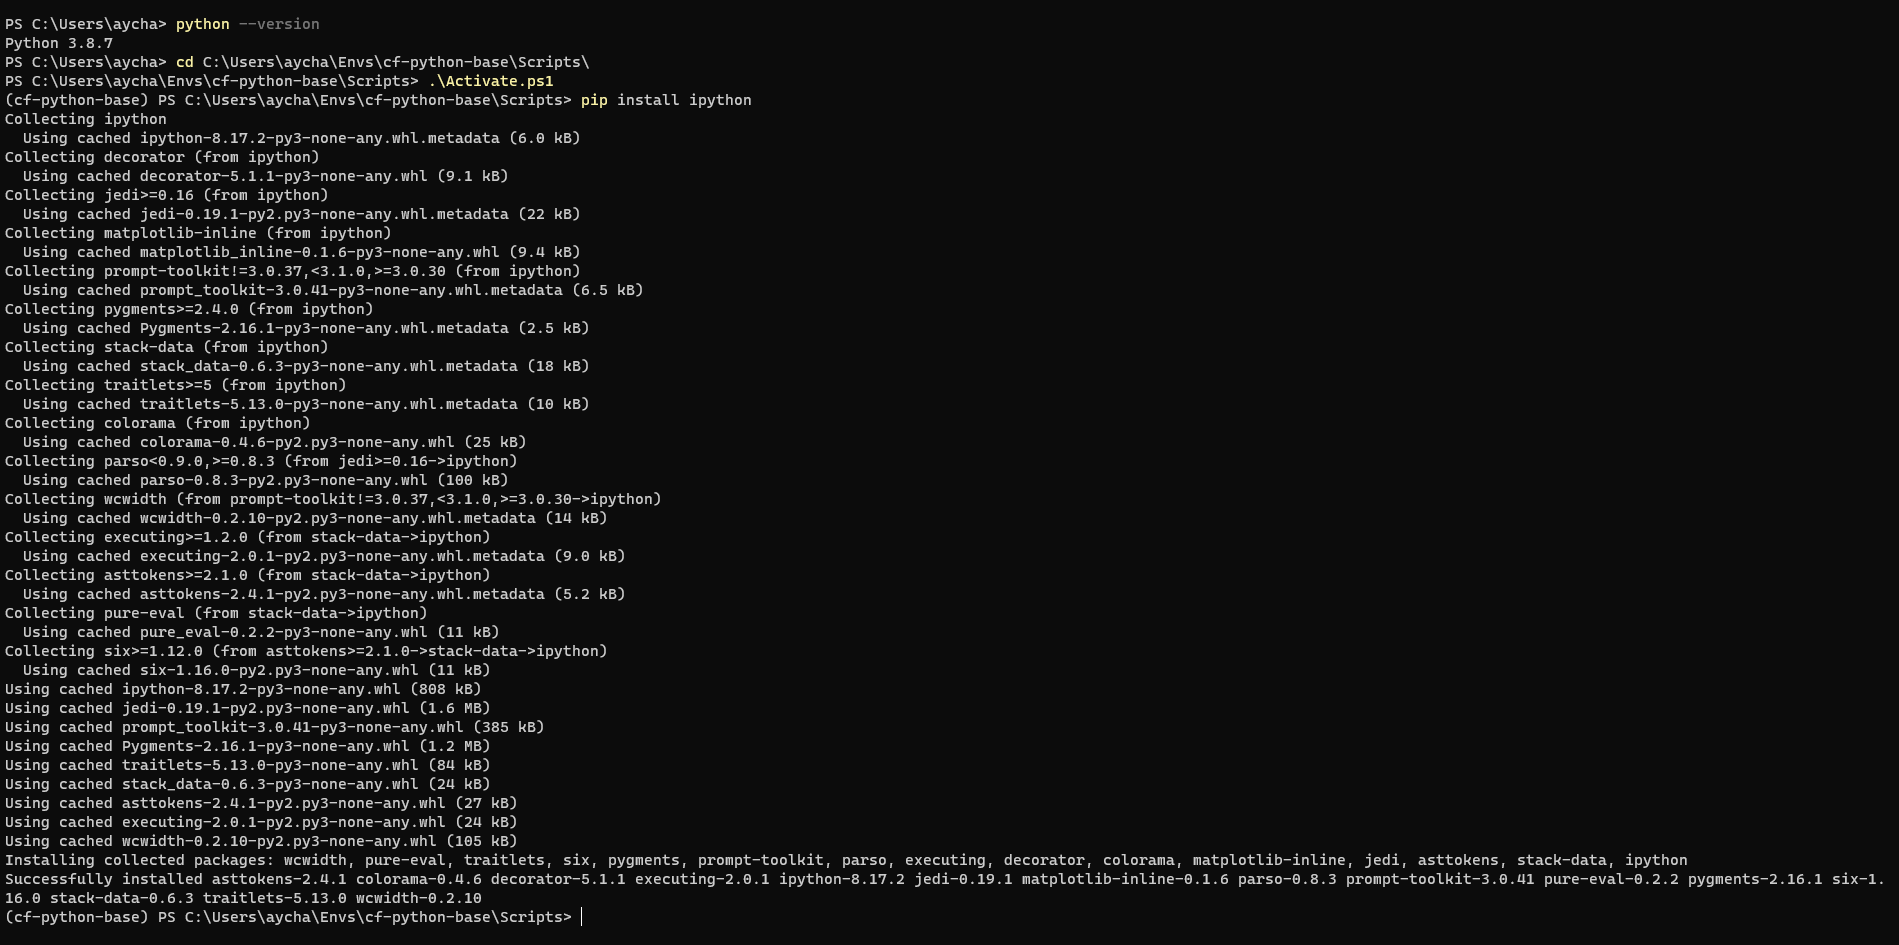 PS C:\Users\aycha> python --version
Python 3.8.7
PS C:\Users\aycha> cd C:\Users\aycha\Envs\cf-python-base\Scripts\
PS C:\Users\aycha\Envs\cf-python-base\Scripts> .\Activate.ps1
(cf-python-base) PS C:\Users\aycha\Envs\cf-python-base\Scripts> pip install ipython
Collecting ipython
  Using cached ipython-8.17.2-py3-none-any.whl.metadata (6.0 kB)
Collecting decorator (from ipython)
  Using cached decorator-5.1.1-py3-none-any.whl (9.1 kB)
Collecting jedi>=0.16 (from ipython)
  Using cached jedi-0.19.1-py2.py3-none-any.whl.metadata (22 kB)
Collecting matplotlib-inline (from ipython)
  Using cached matplotlib_inline-0.1.6-py3-none-any.whl (9.4 kB)
Collecting prompt-toolkit!=3.0.37,<3.1.0,>=3.0.30 (from ipython)
  Using cached prompt_toolkit-3.0.41-py3-none-any.whl.metadata (6.5 kB)
Collecting pygments>=2.4.0 (from ipython)
  Using cached Pygments-2.16.1-py3-none-any.whl.metadata (2.5 kB)
Collecting stack-data (from ipython)
  Using cached stack_data-0.6.3-py3-none-any.whl.metadata (18 kB)
Collecting traitlets>=5 (from ipython)
  Using cached traitlets-5.13.0-py3-none-any.whl.metadata (10 kB)
Collecting colorama (from ipython)
  Using cached colorama-0.4.6-py2.py3-none-any.whl (25 kB)
Collecting parso<0.9.0,>=0.8.3 (from jedi>=0.16->ipython)
  Using cached parso-0.8.3-py2.py3-none-any.whl (100 kB)
Collecting wcwidth (from prompt-toolkit!=3.0.37,<3.1.0,>=3.0.30->ipython)
  Using cached wcwidth-0.2.10-py2.py3-none-any.whl.metadata (14 kB)
Collecting executing>=1.2.0 (from stack-data->ipython)
  Using cached executing-2.0.1-py2.py3-none-any.whl.metadata (9.0 kB)
Collecting asttokens>=2.1.0 (from stack-data->ipython)
  Using cached asttokens-2.4.1-py2.py3-none-any.whl.metadata (5.2 kB)
Collecting pure-eval (from stack-data->ipython)
  Using cached pure_eval-0.2.2-py3-none-any.whl (11 kB)
Collecting six>=1.12.0 (from asttokens>=2.1.0->stack-data->ipython)
  Using cached six-1.16.0-py2.py3-none-any.whl (11 kB)
Using cached ipython-8.17.2-py3-none-any.whl (808 kB)
Using cached jedi-0.19.1-py2.py3-none-any.whl (1.6 MB)
Using cached prompt_toolkit-3.0.41-py3-none-any.whl (385 kB)
Using cached Pygments-2.16.1-py3-none-any.whl (1.2 MB)
Using cached traitlets-5.13.0-py3-none-any.whl (84 kB)
Using cached stack_data-0.6.3-py3-none-any.whl (24 kB)
Using cached asttokens-2.4.1-py2.py3-none-any.whl (27 kB)
Using cached executing-2.0.1-py2.py3-none-any.whl (24 kB)
Using cached wcwidth-0.2.10-py2.py3-none-any.whl (105 kB)
Installing collected packages: wcwidth, pure-eval, traitlets, six, pygments, prompt-toolkit, parso, executing, decorator, colorama, matplotlib-inline, jedi, asttokens, stack-data, ipython
Successfully installed asttokens-2.4.1 colorama-0.4.6 decorator-5.1.1 executing-2.0.1 ipython-8.17.2 jedi-0.19.1 matplotlib-inline-0.1.6 parso-0.8.3 prompt-toolkit-3.0.41 pure-eval-0.2.2 pygments-2.16.1 six-1.
16.0 stack-data-0.6.3 traitlets-5.13.0 wcwidth-0.2.10
(cf-python-base) PS C:\Users\aycha\Envs\cf-python-base\Scripts>